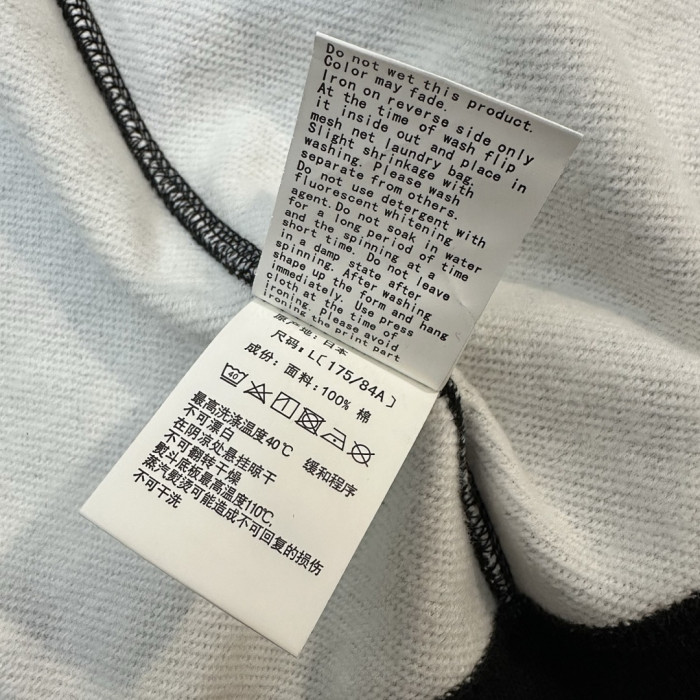 Do not wet this product.
Color may fade.
Iron on reverse side only
At the time of wash flip
it inside out and place in
mesh net laundry bag.
Slight shrinkage with
washing. Please wash
separate from others.
Do not use detergent with
fluorescent whitening
agent.Do not soak in water
for a long period of time
and the spinning at a
short time. Do not leave
in a damp state after
spinning. After washing
shape up the form and hang
immediately. Use press
cloth at the time of
ironing. Please avoid
ironing the print part
原产地: 日本
尺码: L[175/84A]
成份: 面料:100% 棉
40
最高洗涤温度40℃ 缓和程序
不可漂白
在阴凉处悬挂晾干
不可翻转干燥
熨斗底板最高温度110℃,
蒸汽熨烫可能造成不可回复的损伤
不可干洗